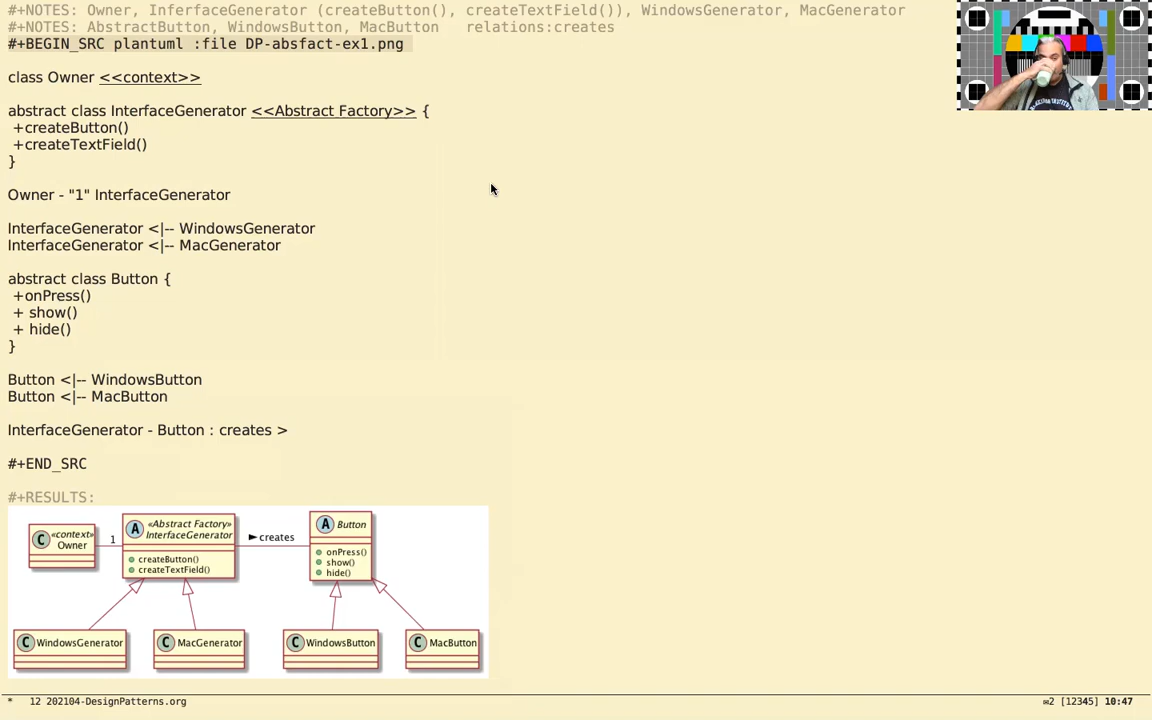 #+NOTES: Owner, InferfaceGenerator (createButton(), createTextField()), WindowsGenerator, MacGenerator
#+NOTES: AbstractButton, WindowsButton, MacButton    relations:creates
#+BEGIN_SRC plantuml :file DP-absfact-ex1.png
class Owner <<context>>
abstract class InterfaceGenerator <<Abstract Factory>> {
+createButton()
+createTextField()
}
Owner - "1" InterfaceGenerator
InterfaceGenerator <|-- WindowsGenerator
InterfaceGenerator <|-- MacGenerator
abstract class Button {
+onPress()
+ show()
+ hide()
}
Button <|-- WindowsButton
Button <|-- MacButton
InterfaceGenerator - Button : creates >
#+END_SRC
#+RESULTS:
C «context» Owner
1
A «Abstract Factory» InterfaceGenerator
createButton()
createTextField()
► creates
A Button
onPress()
show()
hide()
C WindowsGenerator
C MacGenerator
C WindowsButton
C MacButton
* 12 202104-DesignPatterns.org
✉2 [12345] 10:47